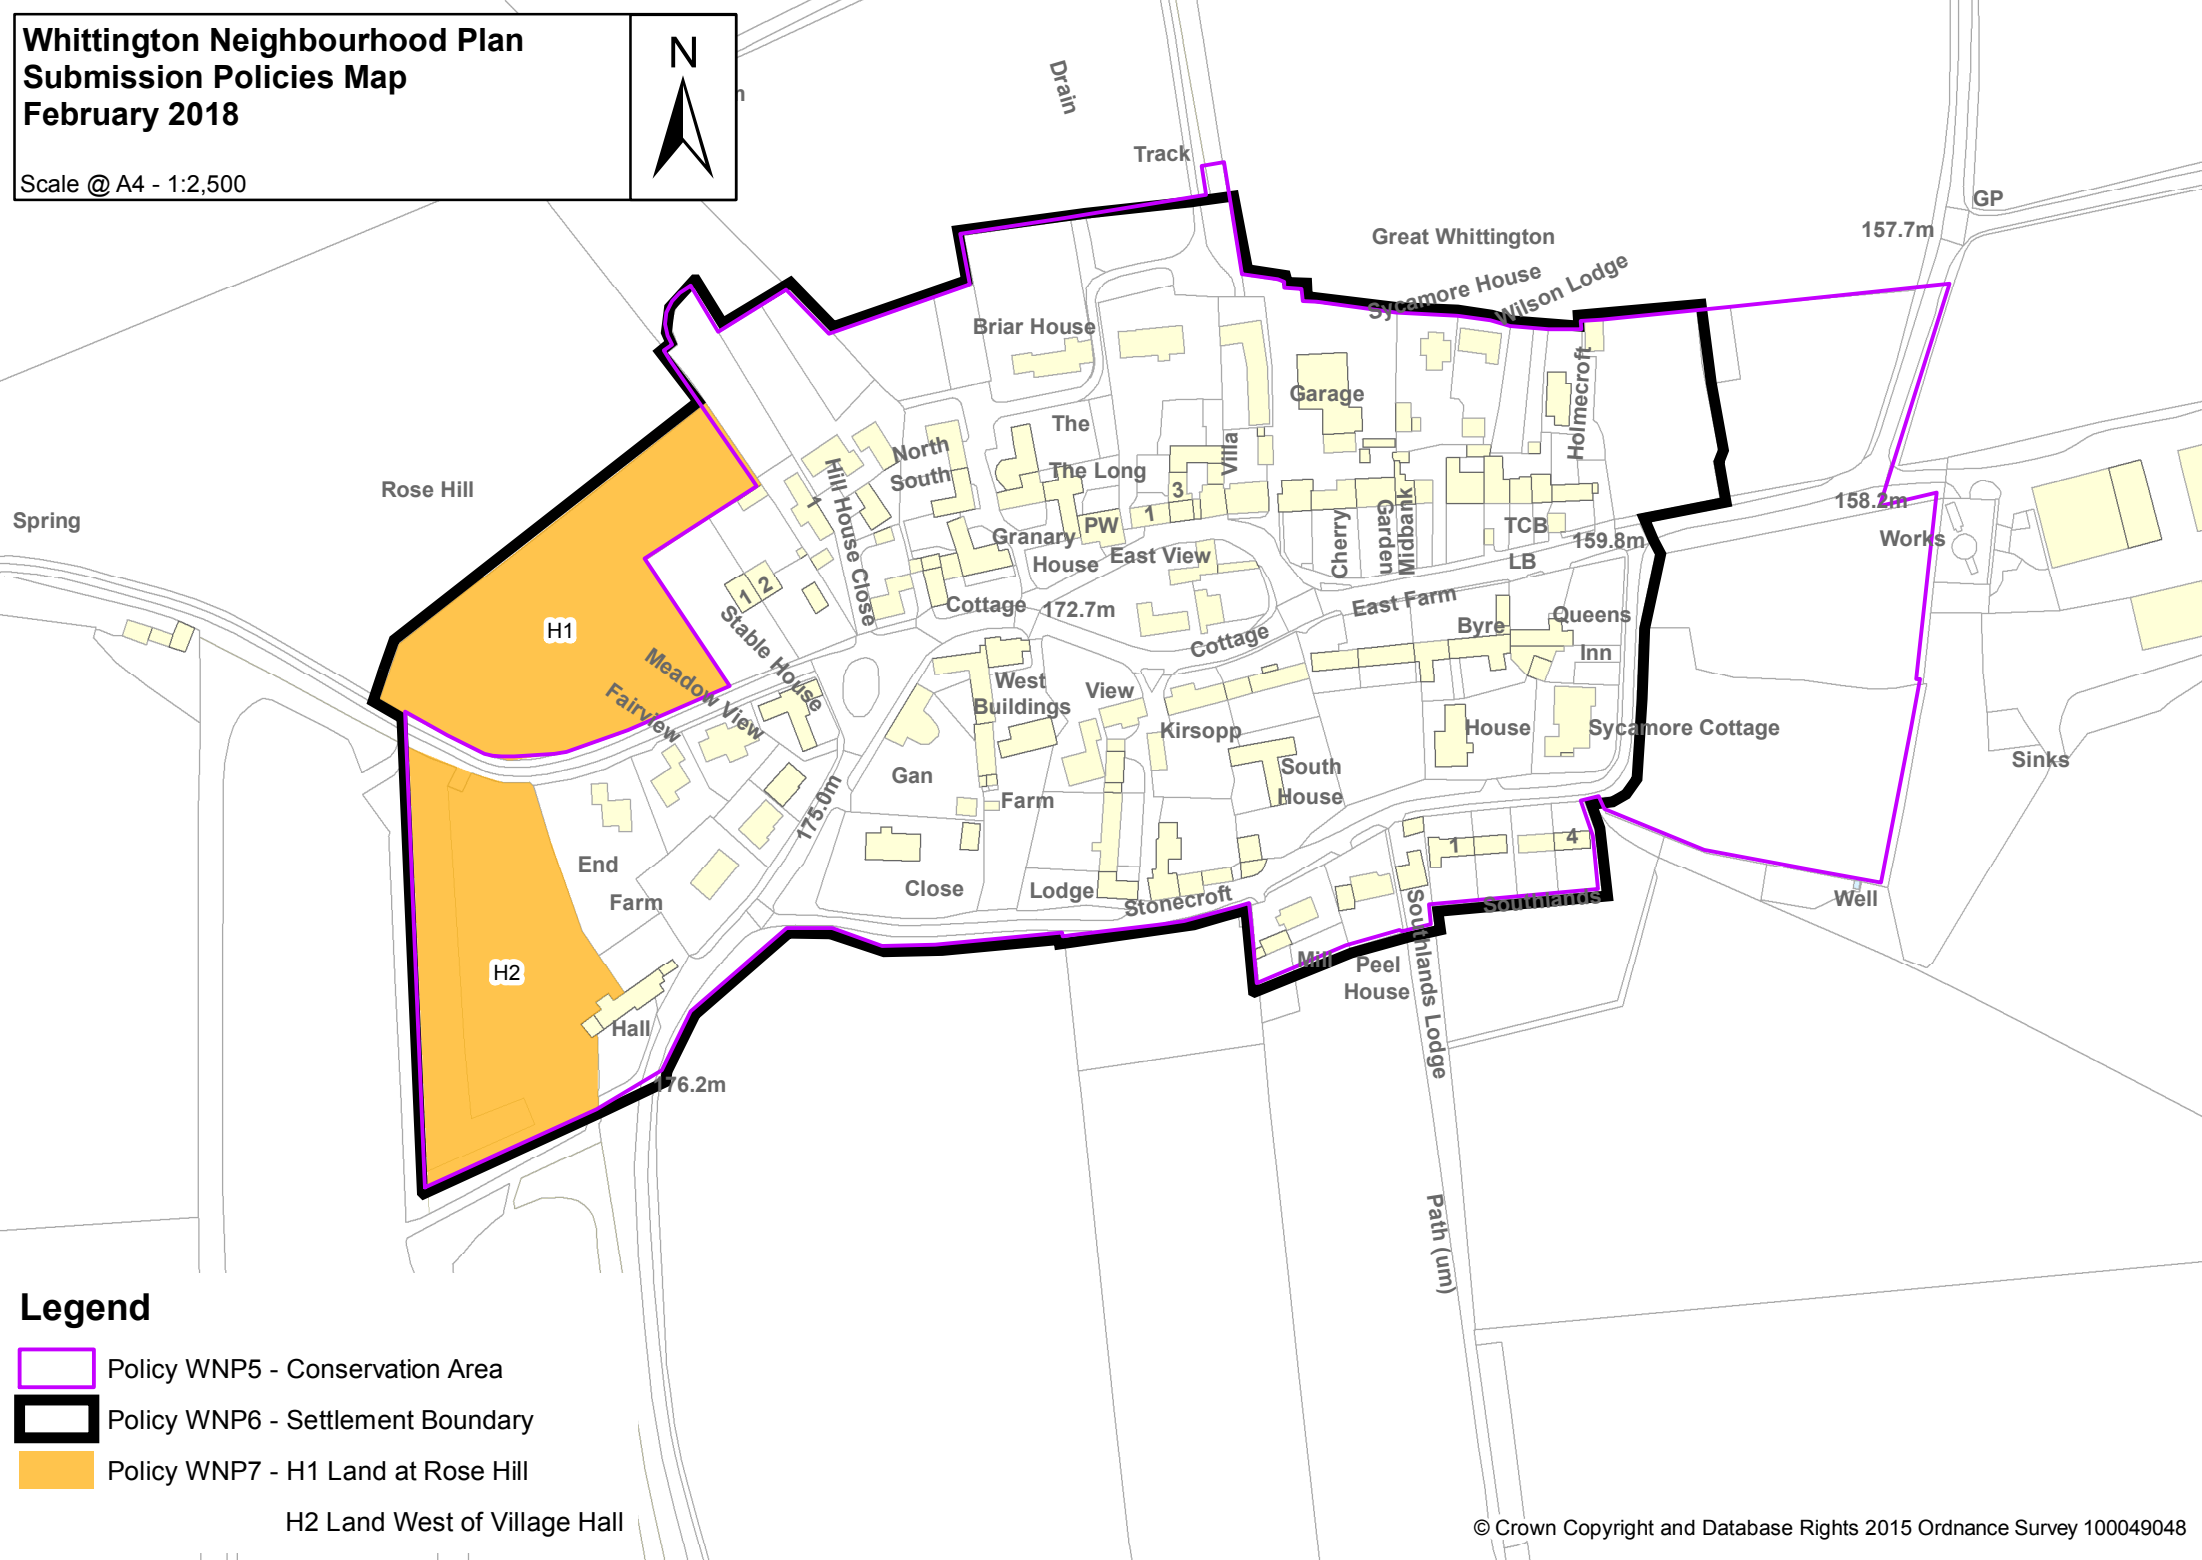 Whittington Neighbourhood Plan
Submission Policies Map
February 2018
Scale @ A4 - 1:2,500
N
Drain
Track
GP
157.7m
Great Whittington
Sycamore House
Wilson Lodge
Briar House
Garage
Holmecroft
The
North
South
The Long
Villa
Hill House Close
1
3
1
PW
Rose Hill
Spring
Granary
House
East View
Cherry
Garden
Midbank
TCB
LB
159.8m
158.2m
Works
1
2
Cottage
172.7m
East Farm
Queens
Inn
Byre
Cottage
H1
Stable House
Meadow View
Fairview
West
Buildings
View
Kirsopp
House
Sycamore Cottage
Sinks
Gan
South
House
Farm
175.0m
1
4
End
Farm
Close
Lodge
Stonecroft
Southlands
Well
H2
Mill
Peel
House
Southlands Lodge
Hall
176.2m
Path (um)
Legend
Policy WNP5 - Conservation Area
Policy WNP6 - Settlement Boundary
Policy WNP7 - H1 Land at Rose Hill
H2 Land West of Village Hall
© Crown Copyright and Database Rights 2015 Ordnance Survey 100049048